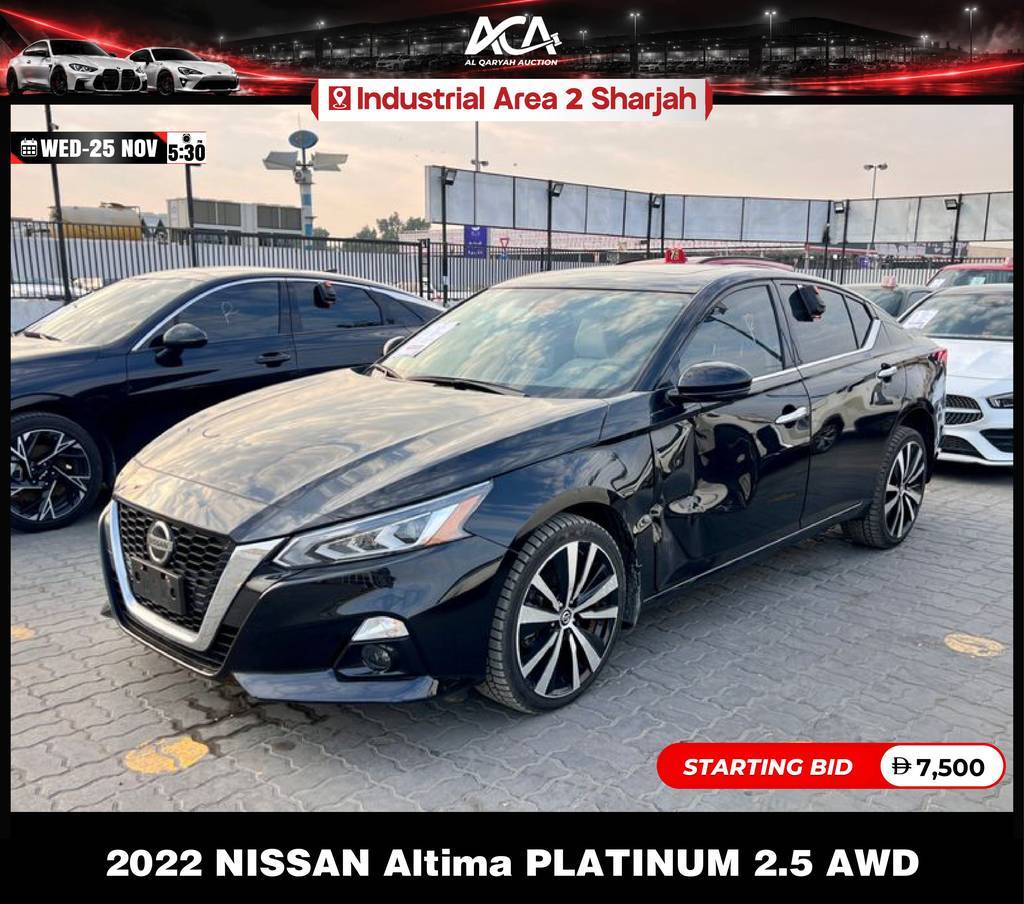 ACA
AL QARYAH AUCTION
Industrial Area 2 Sharjah
WED-25 NOV 5:30
NISSAN
STARTING BID 7,500
2022 NISSAN Altima PLATINUM 2.5 AWD